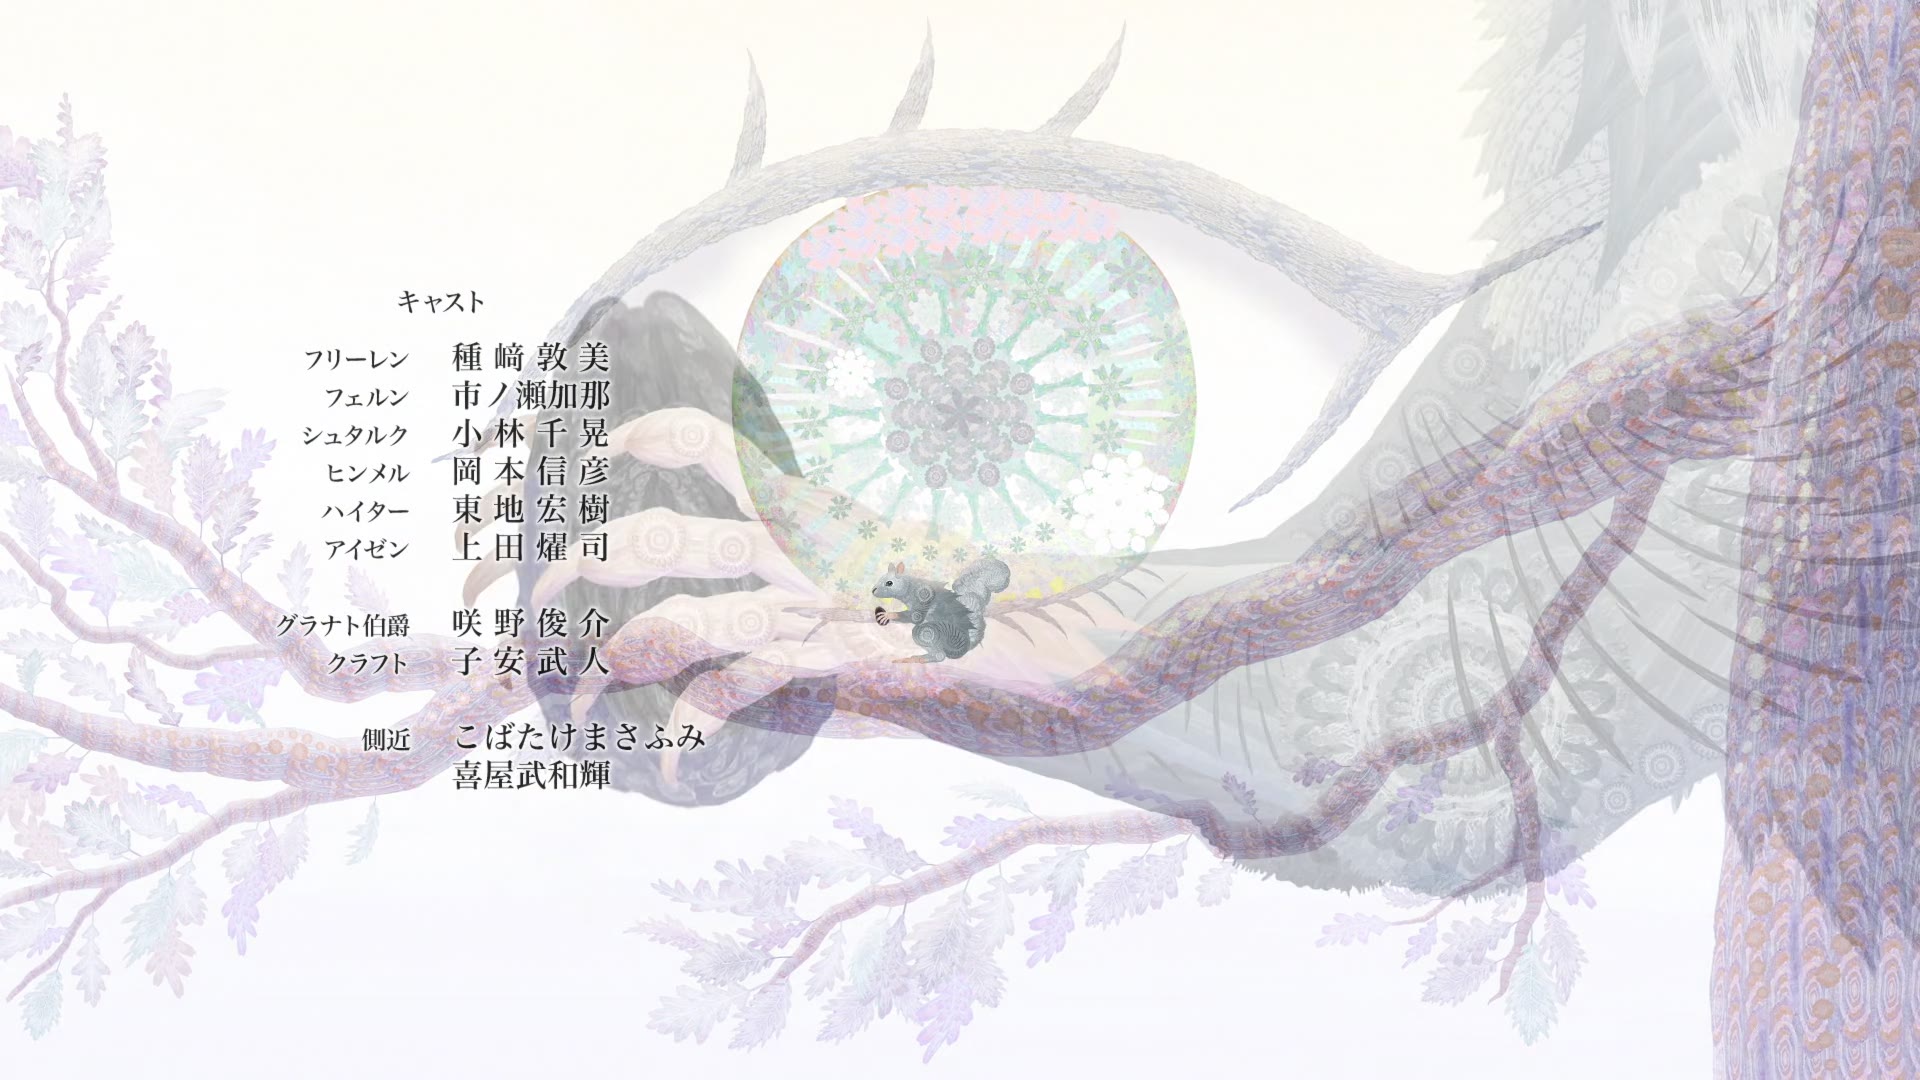 キャスト
フリーレン 種﨑敦美
フェルン 市ノ瀬加那
シュタルク 小林千晃
ヒンメル 岡本信彦
ハイター 東地宏樹
アイゼン 上田燿司
グラナト伯爵 咲野俊介
クラフト 子安武人
側近 こばたけまさふみ
喜屋武和輝